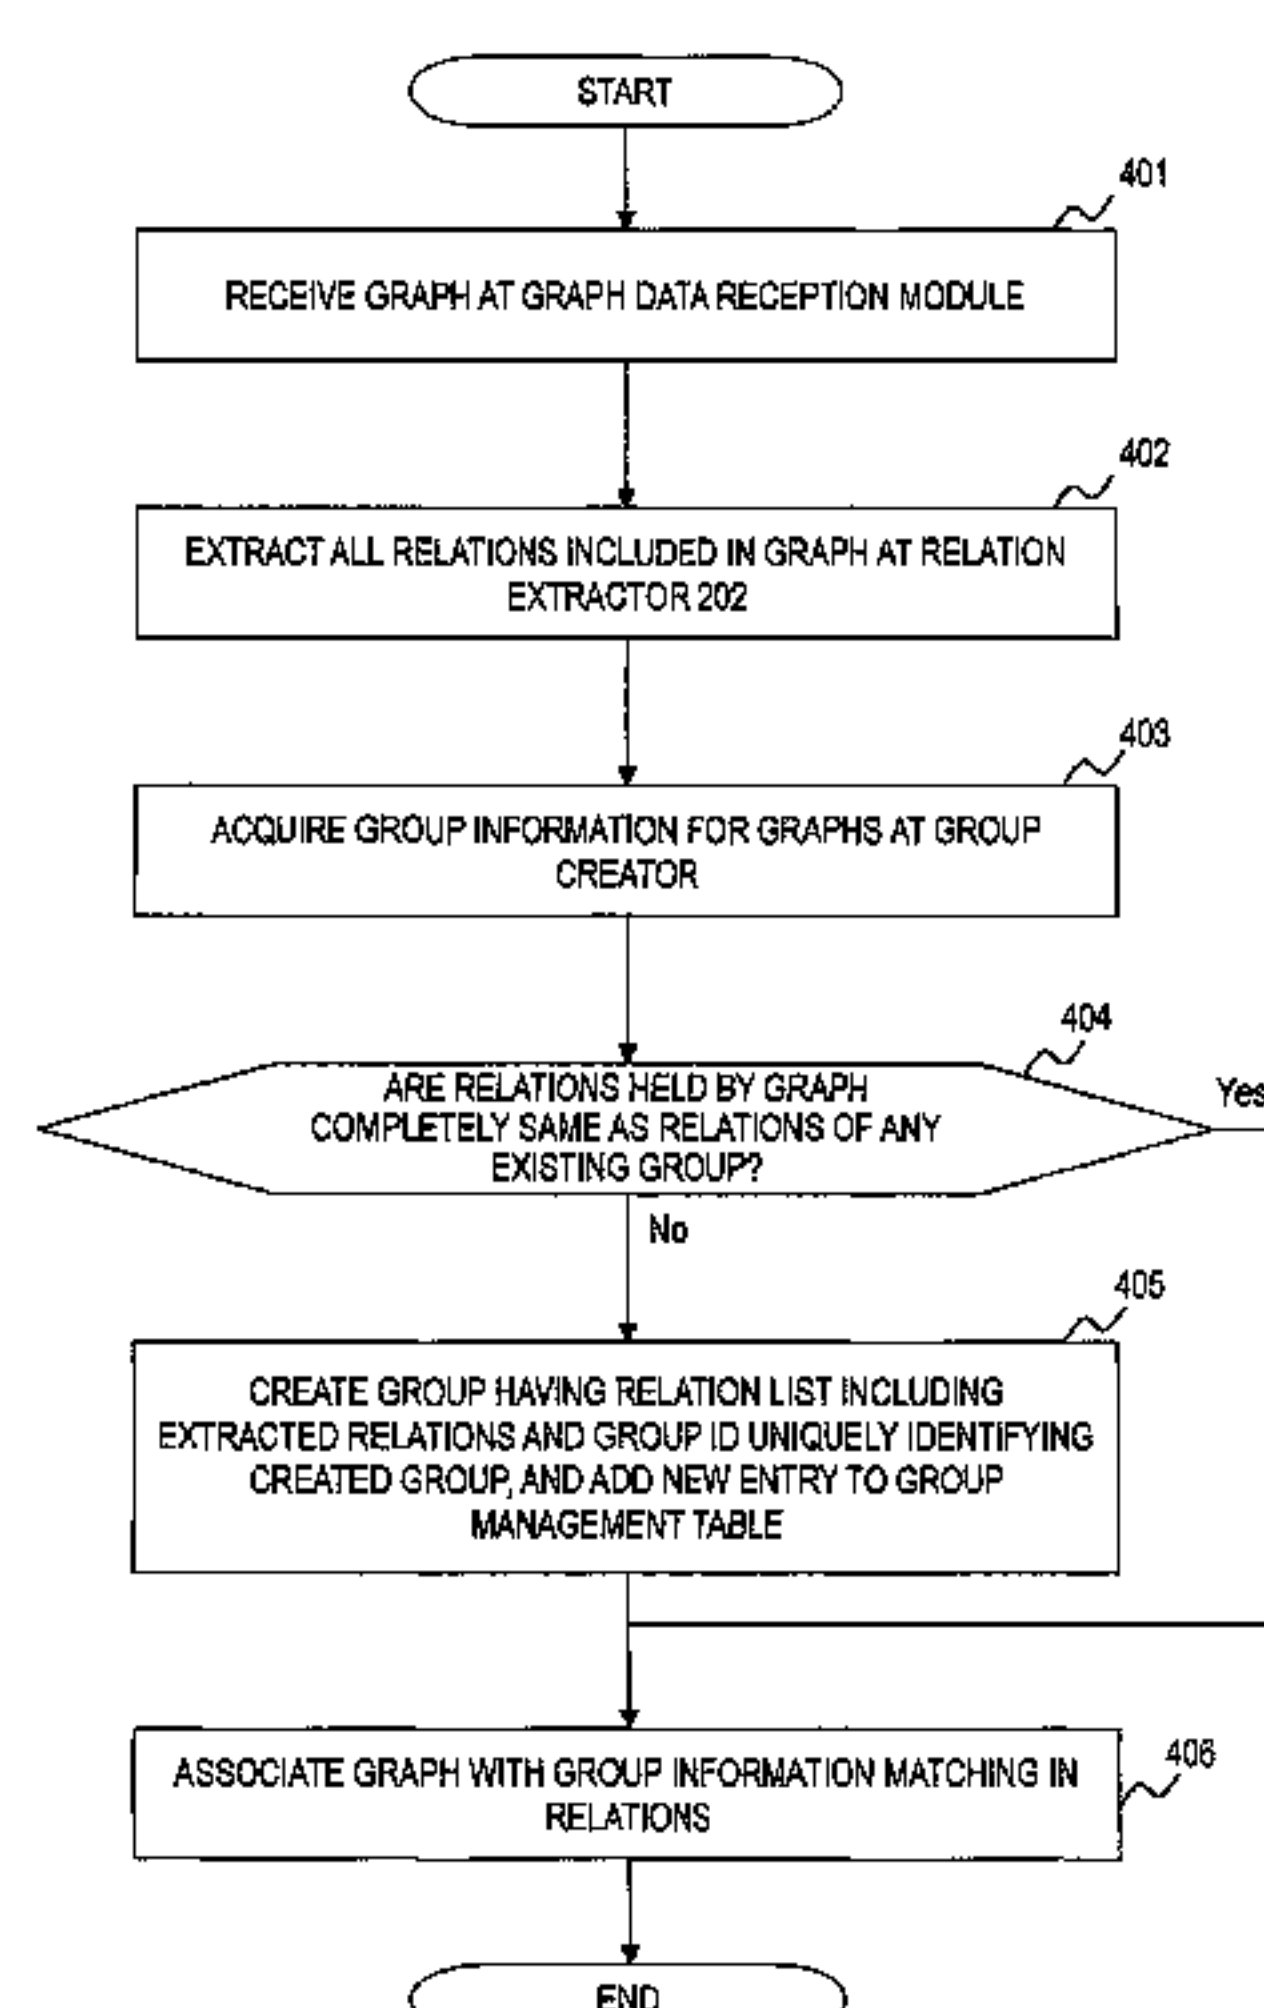 START
401
RECEIVE GRAPH AT GRAPH DATA RECEPTION MODULE
402
EXTRACT ALL RELATIONS INCLUDED IN GRAPH AT RELATION
EXTRACTOR 202
403
ACQUIRE GROUP INFORMATION FOR GRAPHS AT GROUP
CREATOR
404
ARE RELATIONS HELD BY GRAPH
COMPLETELY SAME AS RELATIONS OF ANY
EXISTING GROUP?
Yes
No
405
CREATE GROUP HAVING RELATION LIST INCLUDING
EXTRACTED RELATIONS AND GROUP ID UNIQUELY IDENTIFYING
CREATED GROUP, AND ADD NEW ENTRY TO GROUP
MANAGEMENT TABLE
406
ASSOCIATE GRAPH WITH GROUP INFORMATION MATCHING IN
RELATIONS
END